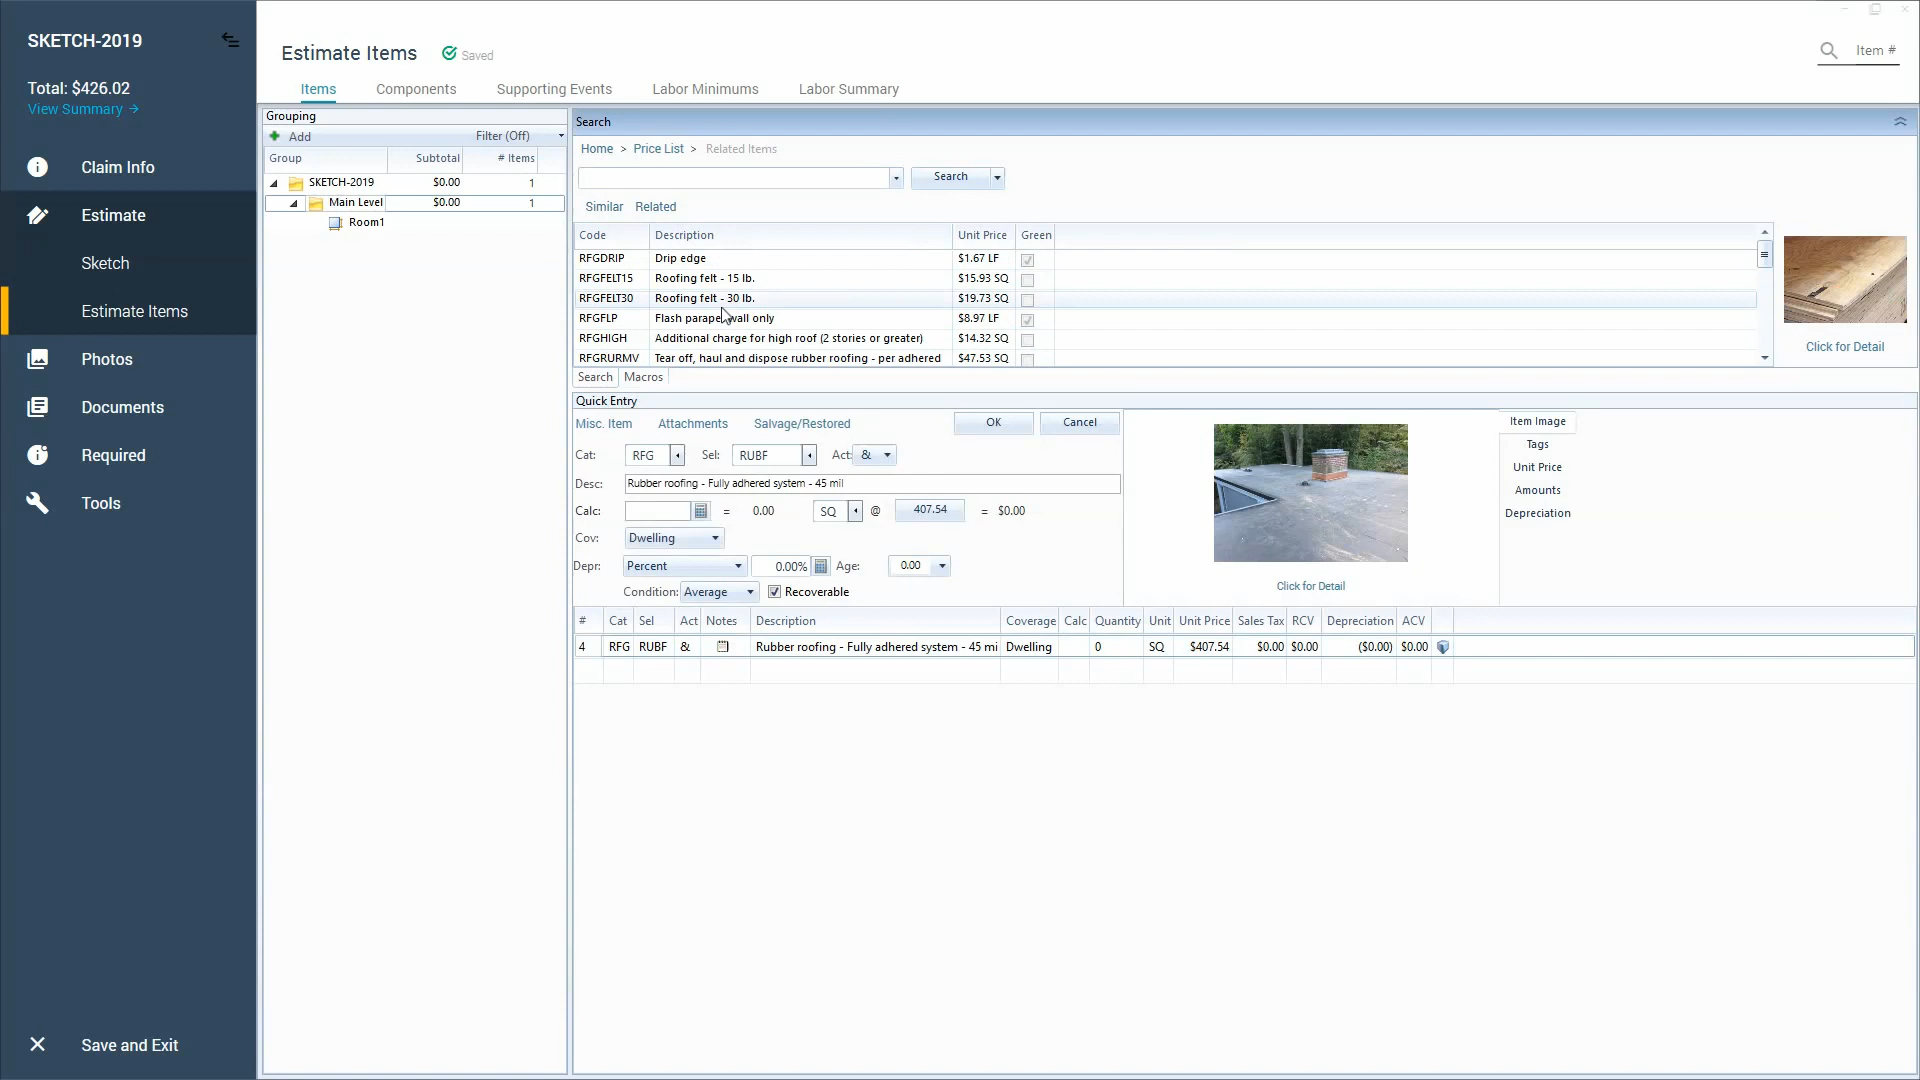 SKETCH-2019
Total: $426.02
View Summary →
Claim Info
Estimate
Sketch
Estimate Items
Photos
Documents
Required
Tools
Save and Exit
Estimate Items Saved
Item #
Items Components Supporting Events Labor Minimums Labor Summary
Grouping
Add Filter (Off)
Group Subtotal # Items
SKETCH-2019 $0.00 1
Main Level $0.00 1
Room1
Search
Home > Price List > Related Items
Search
Similar Related
Code Description Unit Price Green
RFGDRIP Drip edge $1.67 LF
RFGFELT15 Roofing felt - 15 lb. $15.93 SQ
RFGFELT30 Roofing felt - 30 lb. $19.73 SQ
RFGFLP Flash parapet wall only $8.97 LF
RFGHIGH Additional charge for high roof (2 stories or greater) $14.32 SQ
RFGRURMV Tear off, haul and dispose rubber roofing - per adhered $47.53 SQ
Click for Detail
Search Macros
Quick Entry
Misc. Item Attachments Salvage/Restored OK Cancel
Cat: RFG Sel: RUBF Act: &
Desc: Rubber roofing - Fully adhered system - 45 mil
Calc: = 0.00 SQ @ 407.54 = $0.00
Cov: Dwelling
Depr: Percent 0.00% Age: 0.00
Condition: Average Recoverable
Click for Detail
Item Image
Tags
Unit Price
Amounts
Depreciation
# Cat Sel Act Notes Description Coverage Calc Quantity Unit Unit Price Sales Tax RCV Depreciation ACV
4 RFG RUBF & Rubber roofing - Fully adhered system - 45 mi Dwelling 0 SQ $407.54 $0.00 $0.00 ($0.00) $0.00